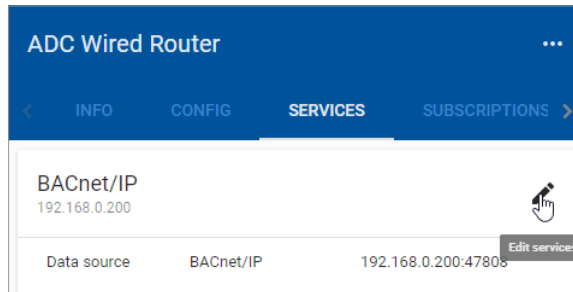 ADC Wired Router
INFO CONFIG SERVICES SUBSCRIPTIONS
BACnet/IP
192.168.0.200
Edit services
Data source BACnet/IP 192.168.0.200:47808